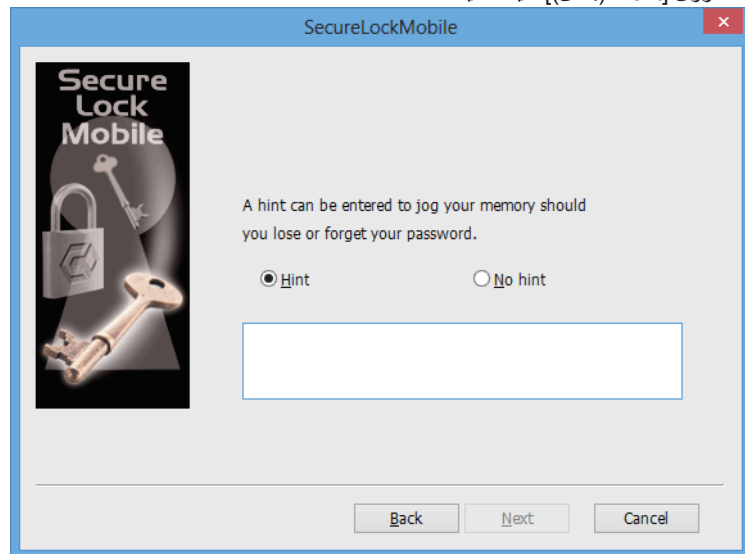 SecureLockMobile
Secure
Lock
Mobile
A hint can be entered to jog your memory should
you lose or forget your password.
Hint
No hint
Back
Next
Cancel